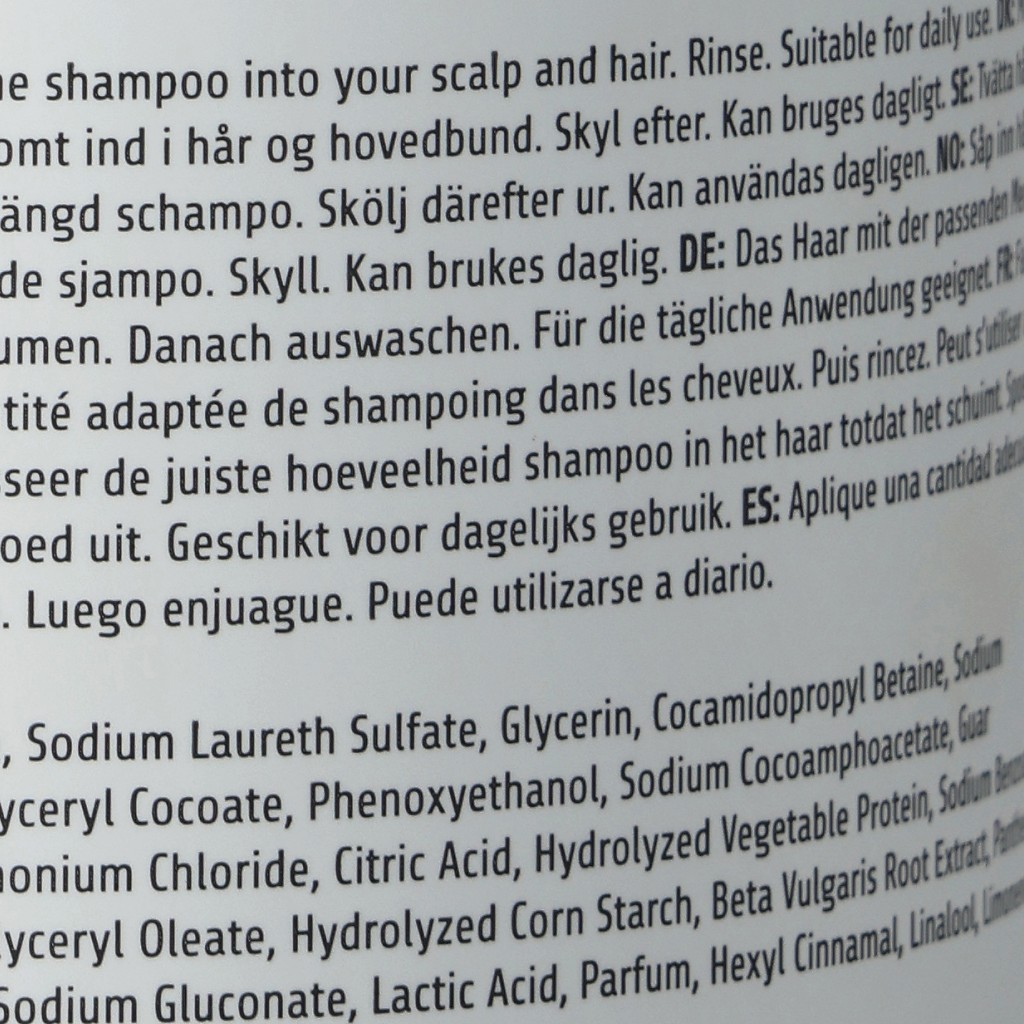 shampoo into your scalp and hair. Rinse. Suitable for daily use. DK:
omt ind i hår og hovedbund. Skyl efter. Kan bruges dagligt. SE: Tvätta
ängd schampo. Skölj därefter ur. Kan användas dagligen. NO: Såp inn
de sjampo. Skyll. Kan brukes daglig. DE: Das Haar mit der passenden
umen. Danach auswaschen. Für die tägliche Anwendung geeignet. FR:
tité adaptée de shampoing dans les cheveux. Puis rincez. Peut s'utiliser
sseer de juiste hoeveelheid shampoo in het haar totdat het schuimt.
oed uit. Geschikt voor dagelijks gebruik. ES: Aplique una cantidad
. Luego enjuague. Puede utilizarse a diario.
, Sodium Laureth Sulfate, Glycerin, Cocamidopropyl Betaine, Sodium
yceryl Cocoate, Phenoxyethanol, Sodium Cocoamphoacetate, Guar
onium Chloride, Citric Acid, Hydrolyzed Vegetable Protein, Sodium
yceryl Oleate, Hydrolyzed Corn Starch, Beta Vulgaris Root Extract,
Sodium Gluconate, Lactic Acid, Parfum, Hexyl Cinnamal, Linalool,